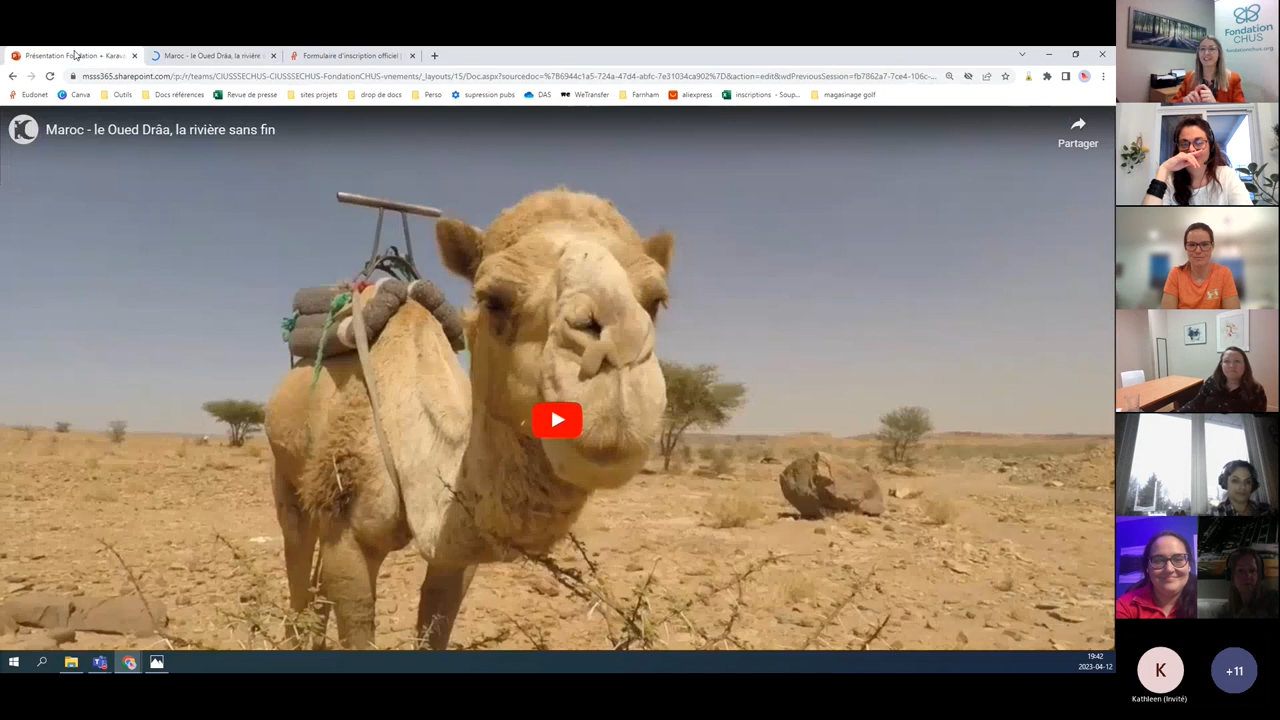 Présentation Fondation + Karava
Maroc - le Oued Drâa, la rivière s
Formulaire d'inscription officiel
msss365.sharepoint.com/:p:/r/teams/CIUSSSECHUS-CIUSSSECHUS-FondationCHUS-vnements/_layouts/15/Doc.aspx?sourcedoc=%7B6944c1a5-724a-47d4-abfc-7e31034ca902%7D&action=edit&wdPreviousSession=fb7862a7-7ce4-106c-...
Eudonet Canva Outils Docs références Revue de presse sites projets drop de docs Perso supression pubs DAS WeTransfer Farnham aliexpress inscriptions - Soup... magasinage golf
Maroc - le Oued Drâa, la rivière sans fin
Partager
19:42
2023-04-12
Fondation
CHUS
fondationchus.org
K
+11
Kathleen (Invité)